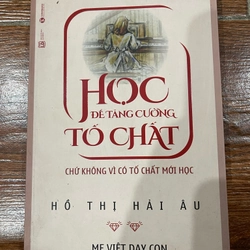 HỌC
ĐỂ TĂNG CƯỜNG
TỐ CHẤT
CHỨ KHÔNG VÌ CÓ TỐ CHẤT MỚI HỌC
HỒ THỊ HẢI ÂU
MẸ VIỆT DẠY CON